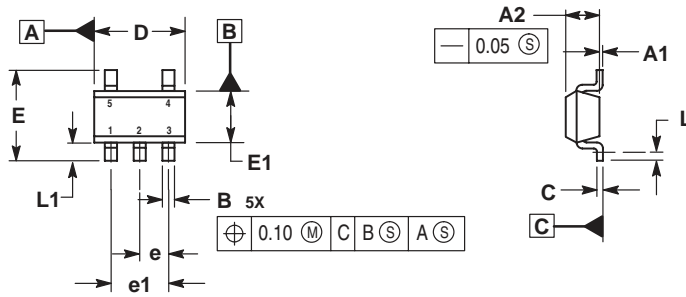 A D B A2
— 0.05 Ⓢ
A1
5 4
E
1 2 3
E1 L
L1
B 5X C
⌖ 0.10 Ⓜ C B Ⓢ A Ⓢ
C
e
e1